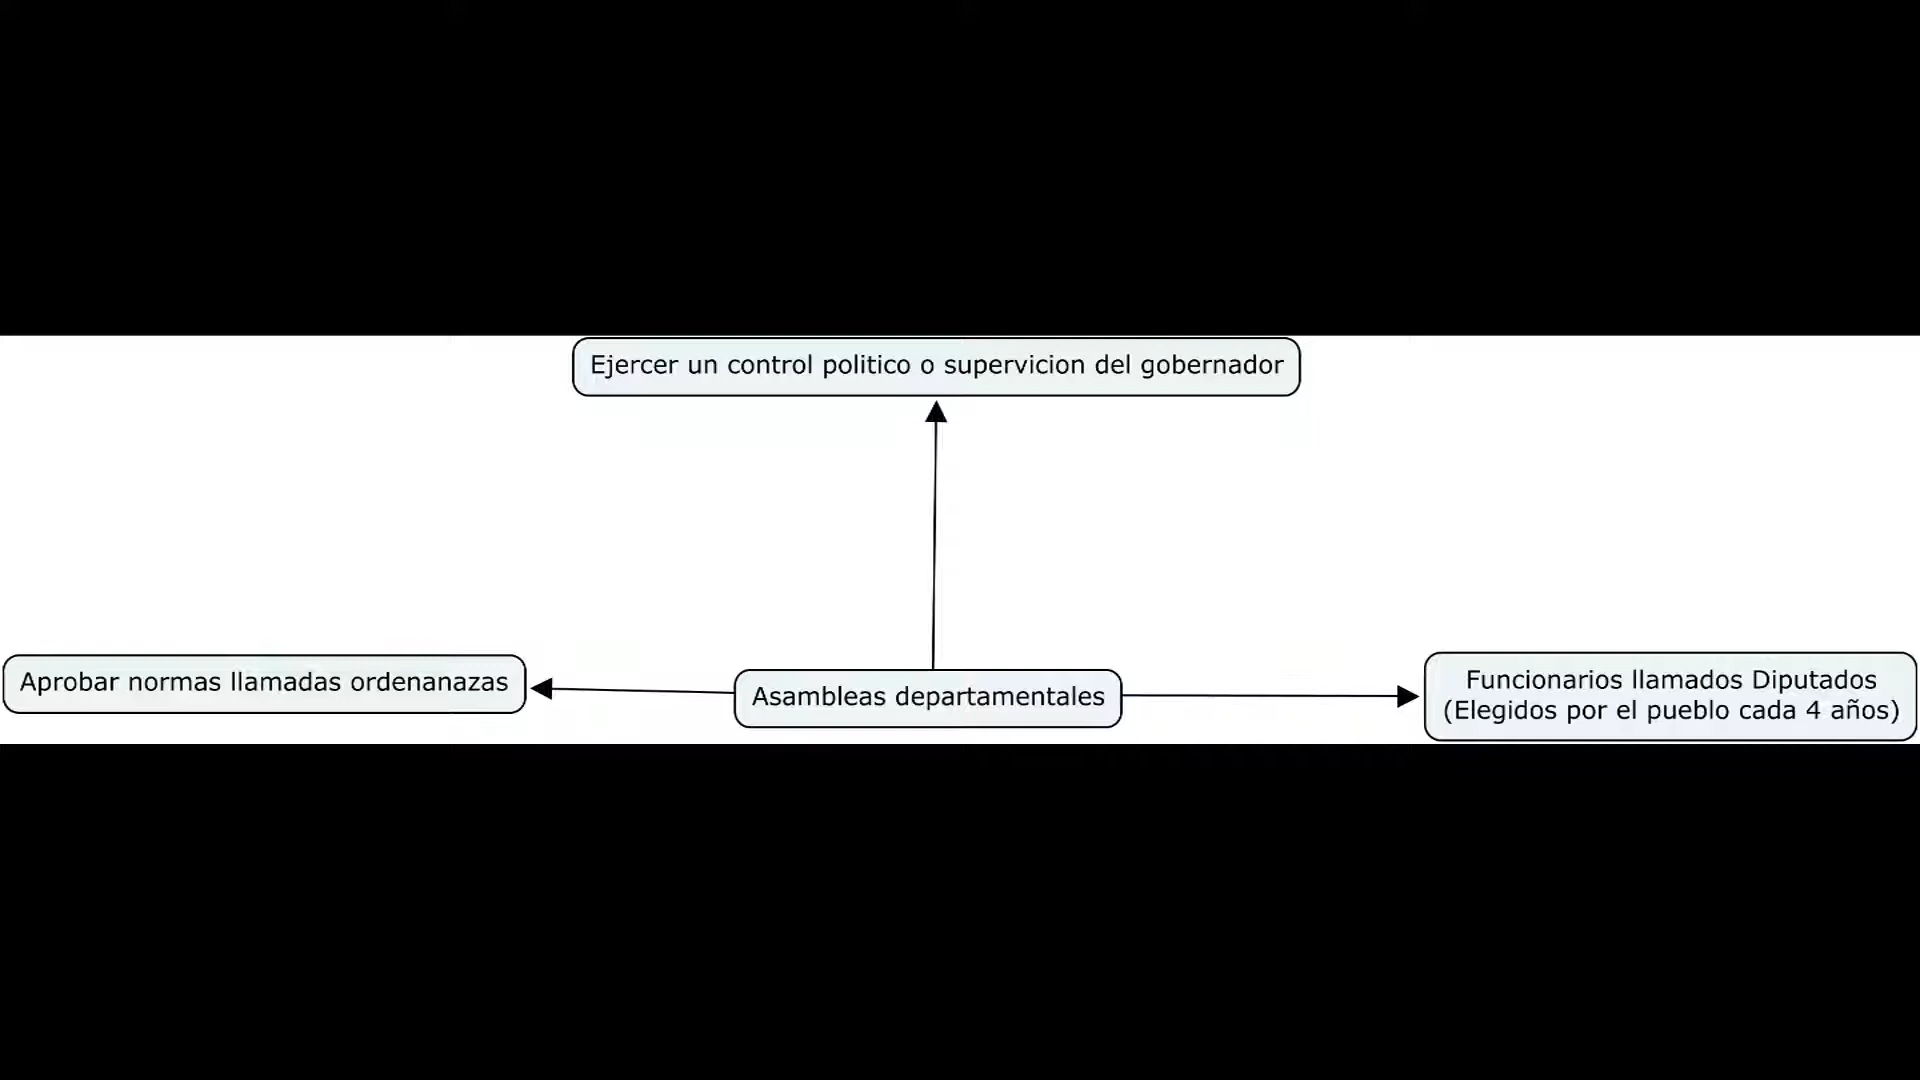 Ejercer un control politico o supervicion del gobernador
Aprobar normas llamadas ordenanazas
Asambleas departamentales
Funcionarios llamados Diputados
(Elegidos por el pueblo cada 4 años)